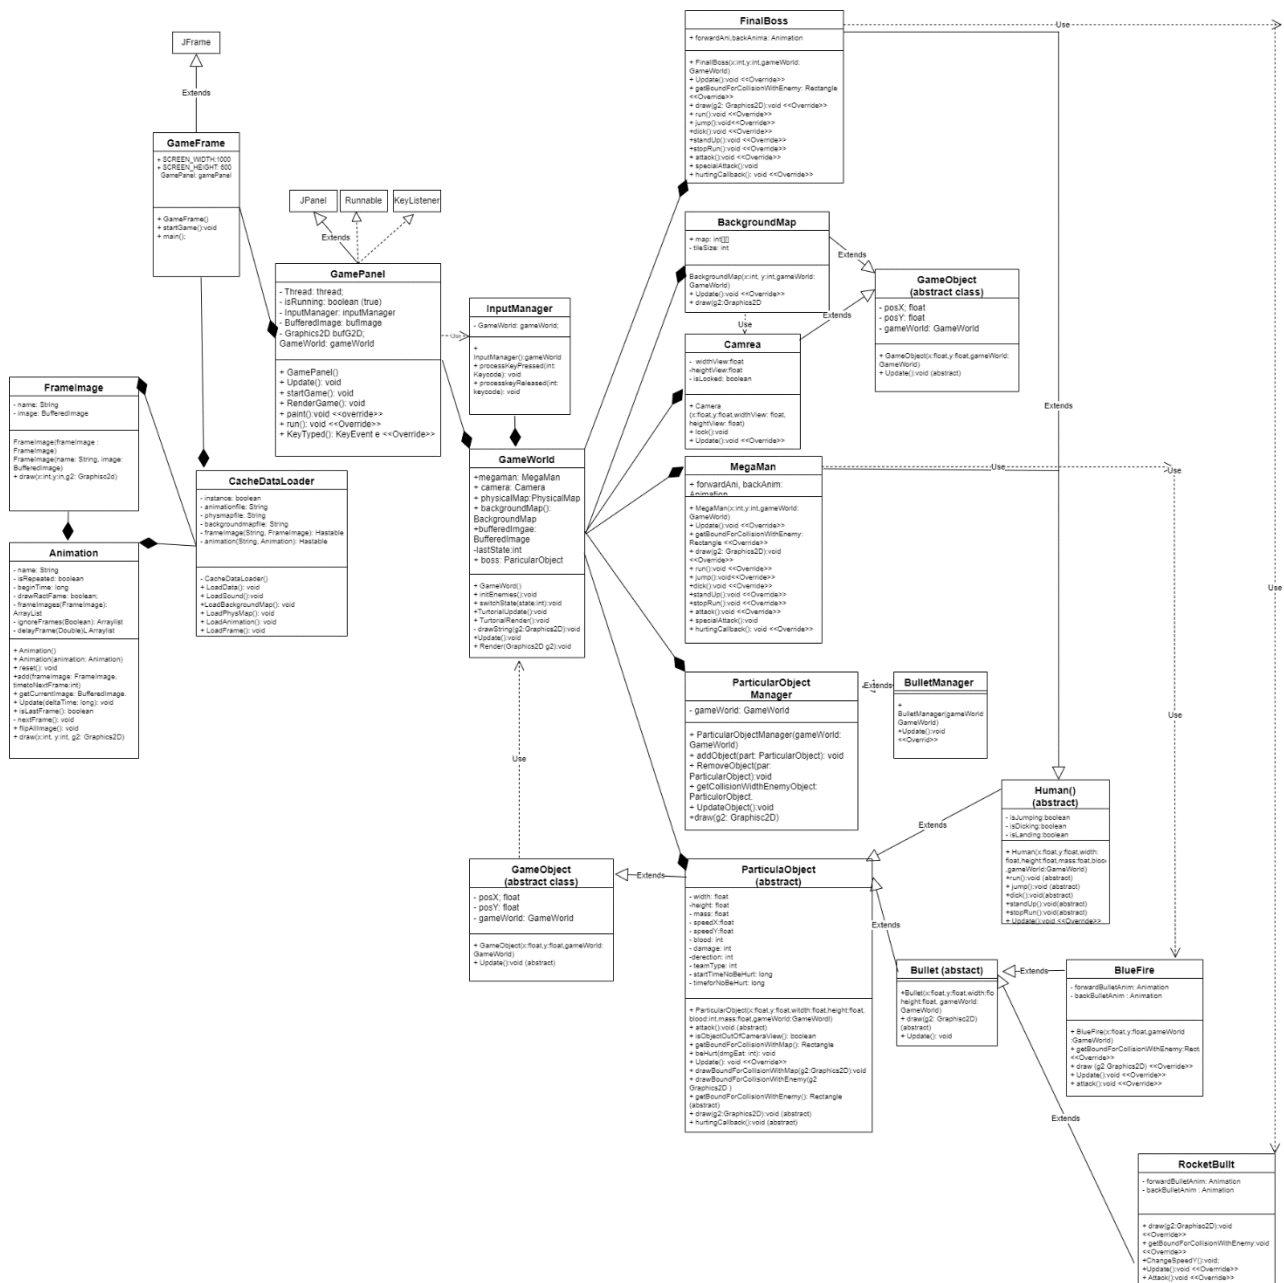 JFrame
Extends
GameFrame
+ SCREEN_WIDTH:1000
+ SCREEN_HEIGHT: 600
GamePanel: gamePanel
+ GameFrame()
+ startGame():void
+ main();
JPanel
Runnable
KeyListener
Extends
GamePanel
- Thread: thread;
- isRunning: boolean (true)
- InputManager: inputManager
- BufferedImage: bufImage
- Graphics2D bufG2D;
GameWorld: gameWorld
+ GamePanel()
+ Update(): void
+ startGame(): void
+ RenderGame(): void
+ paint():void <<override>>
+ run(): void <<Override>>
+ KeyTyped(): KeyEvent e <<Override>>
Use
InputManager
- GameWorld: gameWorld;
+
InputManager():gameWorld
+ processKeyPressed(int:
Keycode): void
+ processkeyReleased(int:
keycode): void
FrameImage
- name: String
- image: BufferedImage
FrameImage(frameImage :
FrameImage)
FrameImage(name: String, image:
BufferedImage)
+ draw(x:int,y:in,g2: Graphiso2d)
CacheDataLoader
- instance: boolean
- animationfile: String
- physmapfile: String
- backgroundmapfile: String
- frameImage(String, FrameImage): Hastable
- animation(String, Animation): Hastable
- CacheDataLoader()
+ LoadData(): void
+ LoadSound():void
+LoadBackgroundMap(): void
+ LoadPhysMap(): void
+ LoadAnimation(): void
+ LoadFrame(): void
Animation
- name: String
- isRepeated: boolean
- beginTime: long
- drawRactFame: boolean;
- frameImages(FrameImage):
ArrayList
- ignoreFrames(Boolean): Arraylist
- delayFrame(Double)L Arraylist
+ Animation()
+ Animation(animation: Animation)
+ reset(): void
+add(frameImage: FrameImage,
timetoNextFrame:int)
+ getCurrentImage: BufferedImage,
+ Update(deltaTime: long): void
+ isLastFrame(): boolean
- nextFrame(): void
+ flipAllImage(): void
+ draw(x:int, y:int, g2: Graphics2D)
GameWorld
+megaman: MegaMan
+ camera: Camera
+ physicalMap:PhysicalMap
+ backgroundMap():
BackgroundMap
+bufferedImgae:
BufferedImage
-lastState:int
+ boss: ParicularObject
+ GameWord()
+ initEnemies():void
+ switchState(state:int):void
+TurtorialUpdate():void
+ TurtorialRender(): void
- drawString(g2:Graphics2D):void
+Update():void
+ Render(Graphics2D g2):void
Use
FinalBoss
+ forwardAni,backAnima: Animation
+ FinallBoss(x:int,y:int,gameWorld:
GameWorld)
+ Update():void <<Override>>
+ getBoundForCollisionWithEnemy: Rectangle
<<Override>>
+ draw(g2: Graphics2D):void <<Override>>
+ run():void <<Override>>
+ jump():void<<Override>>
+dick():void <<Override>>
+standUp():void <<Override>>
+stopRun():void <<Override>>
+ attack():void <<Override>>
+ specialAttack():void
+ hurtingCallback(): void <<Override>>
Use
BackgroundMap
+ map: int[][]
- tileSize: int
BackgroundMap(x:int, y:int,gameWorld:
GameWorld)
+ Update():void <<Override>>
+ draw(g2:Graphics2D
Extends
Use
GameObject
(abstract class)
- posX; float
- posY: float
- gameWorld: GameWorld
+ GameObject(x:float,y:float,gameWorld:
GameWorld)
+ Update():void (abstract)
Extends
Camrea
- widthView:float
-heightView:float
- isLocked: boolean
+ Camera
(x:float,y:float,widthView: float,
heightView: float)
+ lock():void
+ Update():void <<Override>>
Extends
MegaMan
+ forwardAni, backAnim:
Animation
+ MegaMan(x:int,y:int,gameWorld:
GameWorld)
+ Update():void <<Override>>
+ getBoundForCollisionWithEnemy:
Rectangle <<Override>>
+ draw(g2: Graphics2D):void
<<Override>>
+ run():void <<Override>>
+ jump():void<<Override>>
+dick():void <<Override>>
+standUp():void <<Override>>
+stopRun():void <<Override>>
+ attack():void <<Override>>
+ specialAttack():void
+ hurtingCallback(): void <<Override>>
Use
Use
Use
Use
ParticularObject
Manager
- gameWorld: GameWorld
+ ParticularObjectManager(gameWorld:
GameWorld)
+ addObject(part: ParticularObject): void
+ RemoveObject(par:
ParticularObject):void
+ getCollisionWidthEnemyObject:
ParticulorObject.
+ UpdateObject():void
+draw(g2: Graphisc2D)
Extends
BulletManager
+
BulletManager(gameWorld
GameWorld)
+Update():void
<<Overrid>>
Human()
(abstract)
- isJumping:boolean
- isDicking:boolean
- isLanding:boolean
+ Human(x:float,y:float,width:
float,height:float,mass:foat,bloo
,gameWorld:GameWorld)
+run():void (abstract)
+ jump():void (abstract)
+dick():void(abstract)
+standUp():void(abstract)
+stopRun():void(abstract)
+ Update():void <<Override>>
Extends
GameObject
(abstract class)
- posX; float
- posY: float
- gameWorld: GameWorld
+ GameObject(x:float,y:float,gameWorld:
GameWorld)
+ Update():void (abstract)
Extends
ParticulaObject
(abstract)
- width: float
-height: float
- mass: float
- speedX:float
- speedY:float
- blood: int
- damage: int
-derection: int
- teamType: int
- startTimeNoBeHurt: long
- timeforNoBeHurt: long
+ ParticularObject(x:float,y:float,witdth:float,height:float,
blood:int,mass:float,gameWorld:GameWordl)
+ attack():void (abstract)
+ isObjectOutOfCameraView(): boolean
+ getBoundForCollisionWithMap(): Rectangle
+ beHurt(dmgEat: int): void
+ Update(): void <<Override>>
+ drawBoundForCollisionWithMap(g2:Graphics2D):void
+ drawBoundForCollisionWithEnemy(g2
Graphics2D )
+ getBoundForCollisionWithEnemy(): Rectangle
(abstract)
+ draw(g2:Graphics2D):void (abstract)
+ hurtingCallback():void (abstract)
Extends
Bullet (abstact)
+Bullet(x:float,y:float,width:flo
height:float, gameWorld:
GameWorld)
+ draw(g2: Graphisc2D)
(abstract)
+ Update(): void
Extends
BlueFire
- forwardBulletAnim: Animation
- backBulletAnim : Animation
+ BlueFire(x:float,y:float,gameWorld
:GameWorld)
+ getBoundForCollisionWithEnemy:Rect
<<Override>>
+ draw (g2 Graphics2D) <<Override>>
+ Update():void <<Override>>
+ attack():void <<Override>>
Extends
RocketBullt
- forwardBulletAnim: Animation
- backBulletAnim : Animation
+ draw(g2:Graphisc2D):void
<<Override>>
+ getBoundForCollisionWithEnemy:void
<<Override>>
+ChangeSpeedY():void;
+Update():void <<Override>>
+ Attack():void <<Override>>